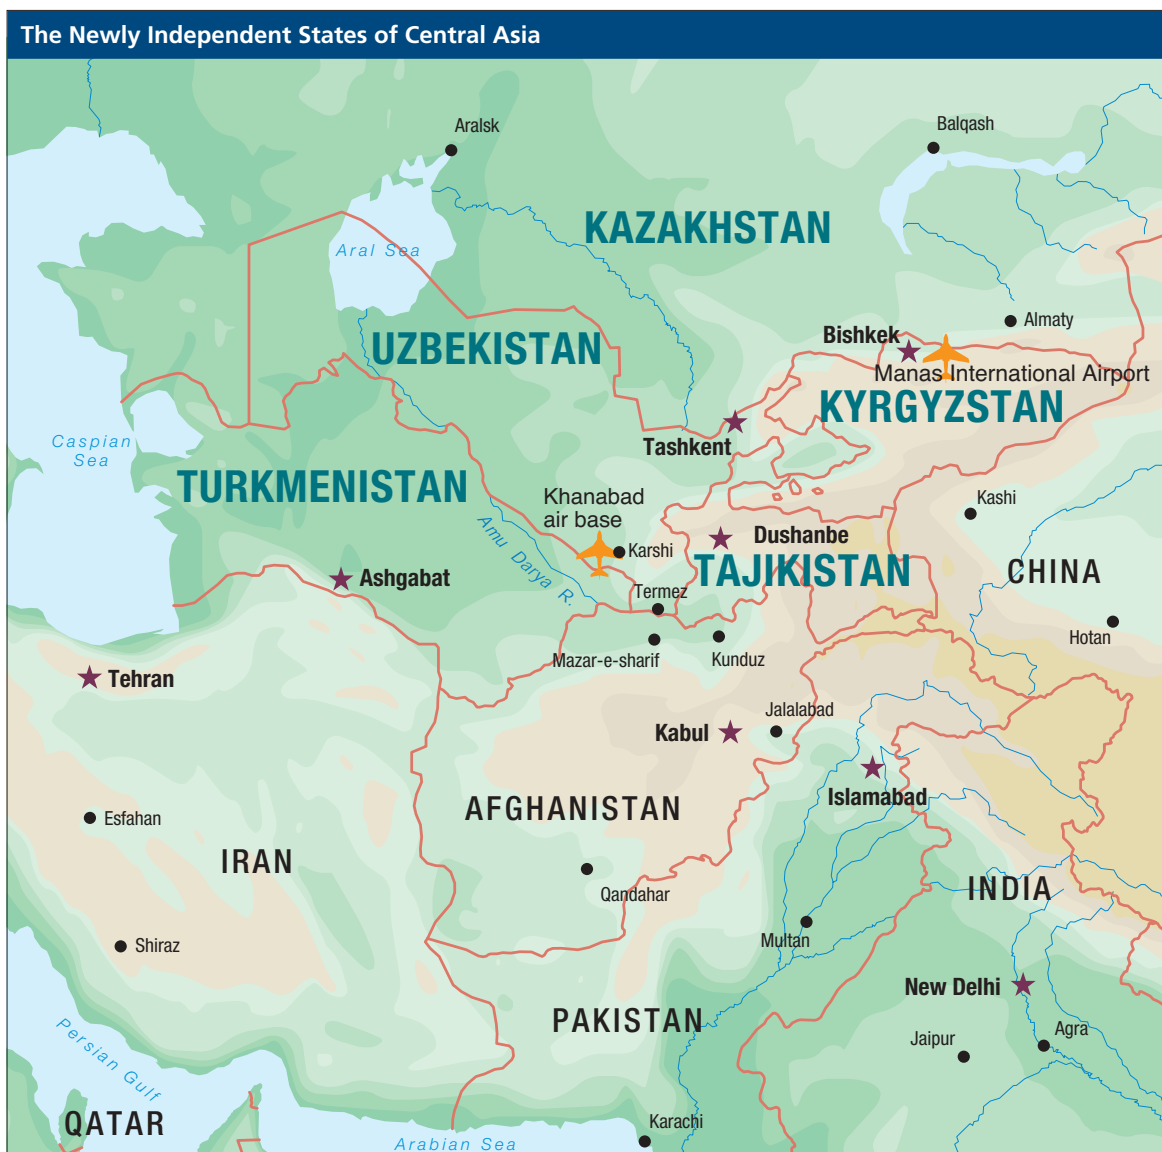 The Newly Independent States of Central Asia
Aralsk
Balqash
KAZAKHSTAN
Aral Sea
Almaty
Bishkek
UZBEKISTAN
Manas International Airport
KYRGYZSTAN
Caspian
Sea
Tashkent
TURKMENISTAN
Khanabad
air base
Kashi
Amu Darya R.
Dushanbe
Karshi
TAJIKISTAN
CHINA
Ashgabat
Termez
Hotan
Mazar-e-sharif
Kunduz
Tehran
Jalalabad
Kabul
Islamabad
AFGHANISTAN
Esfahan
IRAN
Qandahar
INDIA
Multan
Shiraz
New Delhi
PAKISTAN
Jaipur
Agra
Persian Gulf
QATAR
Karachi
Arabian Sea